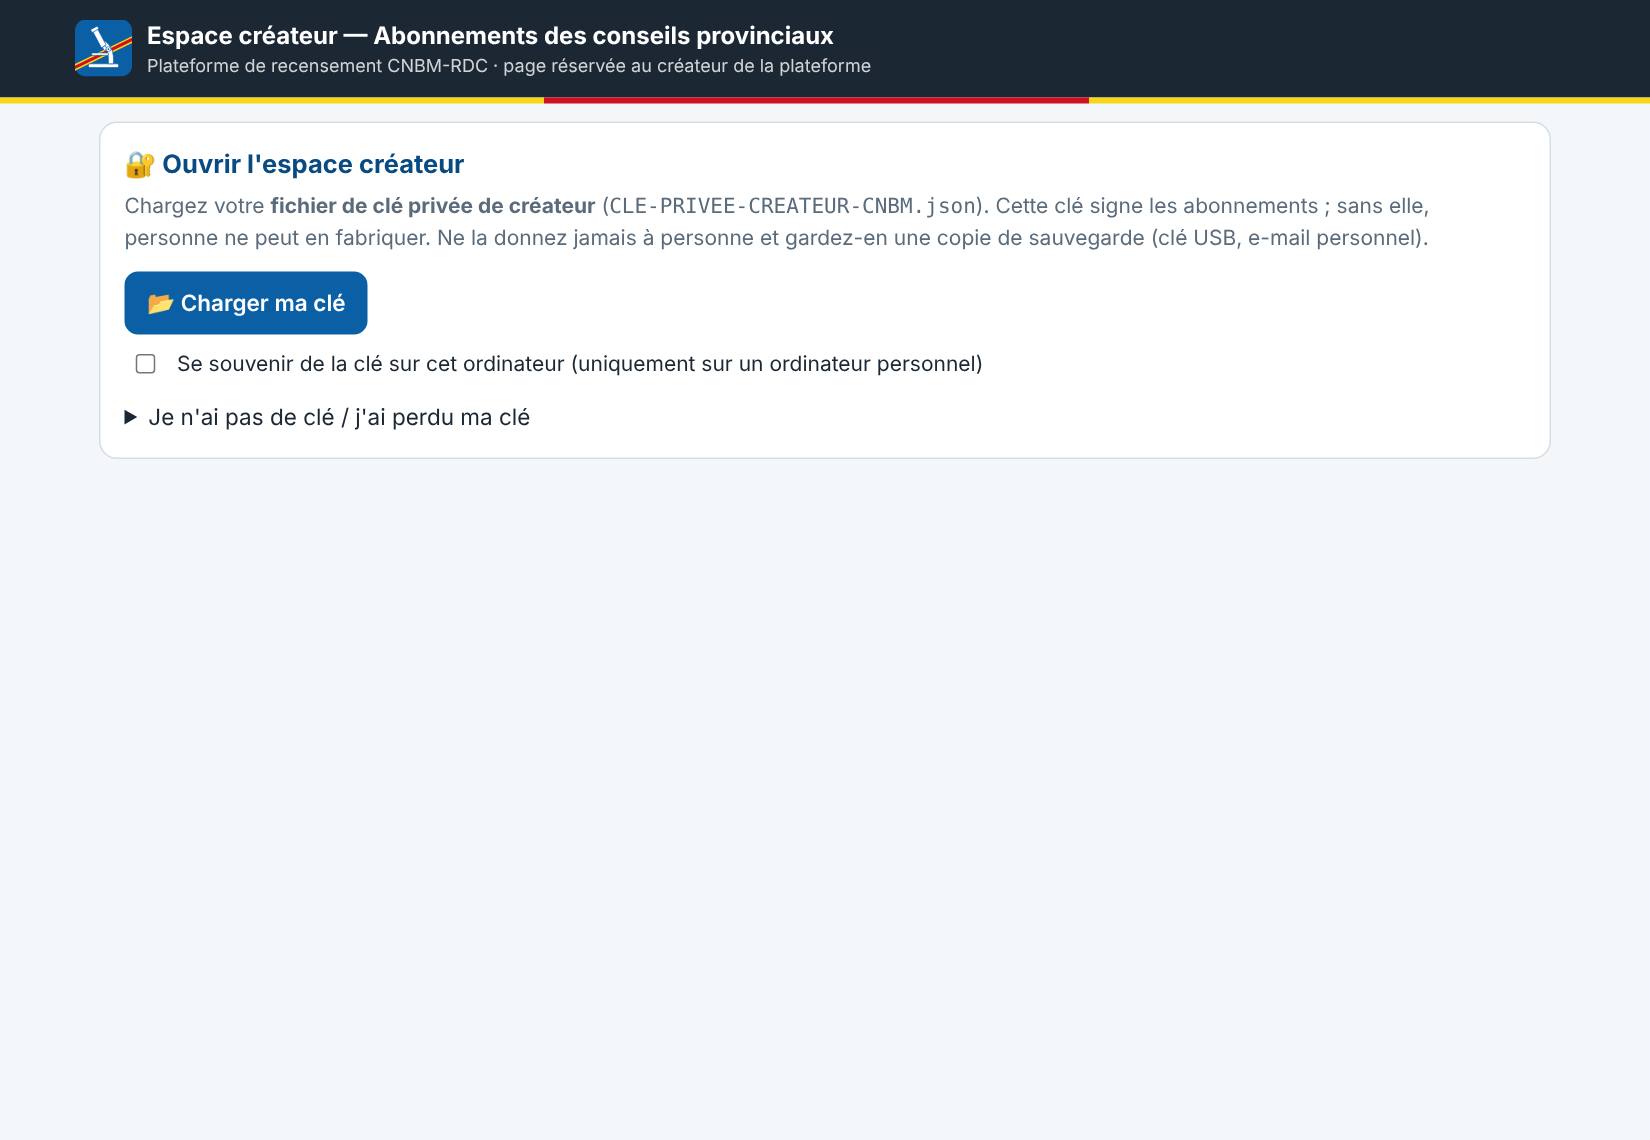 Espace créateur — Abonnements des conseils provinciaux
Plateforme de recensement CNBM-RDC · page réservée au créateur de la plateforme
🔐 Ouvrir l'espace créateur
Chargez votre fichier de clé privée de créateur (CLE-PRIVEE-CREATEUR-CNBM.json). Cette clé signe les abonnements ; sans elle,
personne ne peut en fabriquer. Ne la donnez jamais à personne et gardez-en une copie de sauvegarde (clé USB, e-mail personnel).
📂 Charger ma clé
Se souvenir de la clé sur cet ordinateur (uniquement sur un ordinateur personnel)
▶ Je n'ai pas de clé / j'ai perdu ma clé